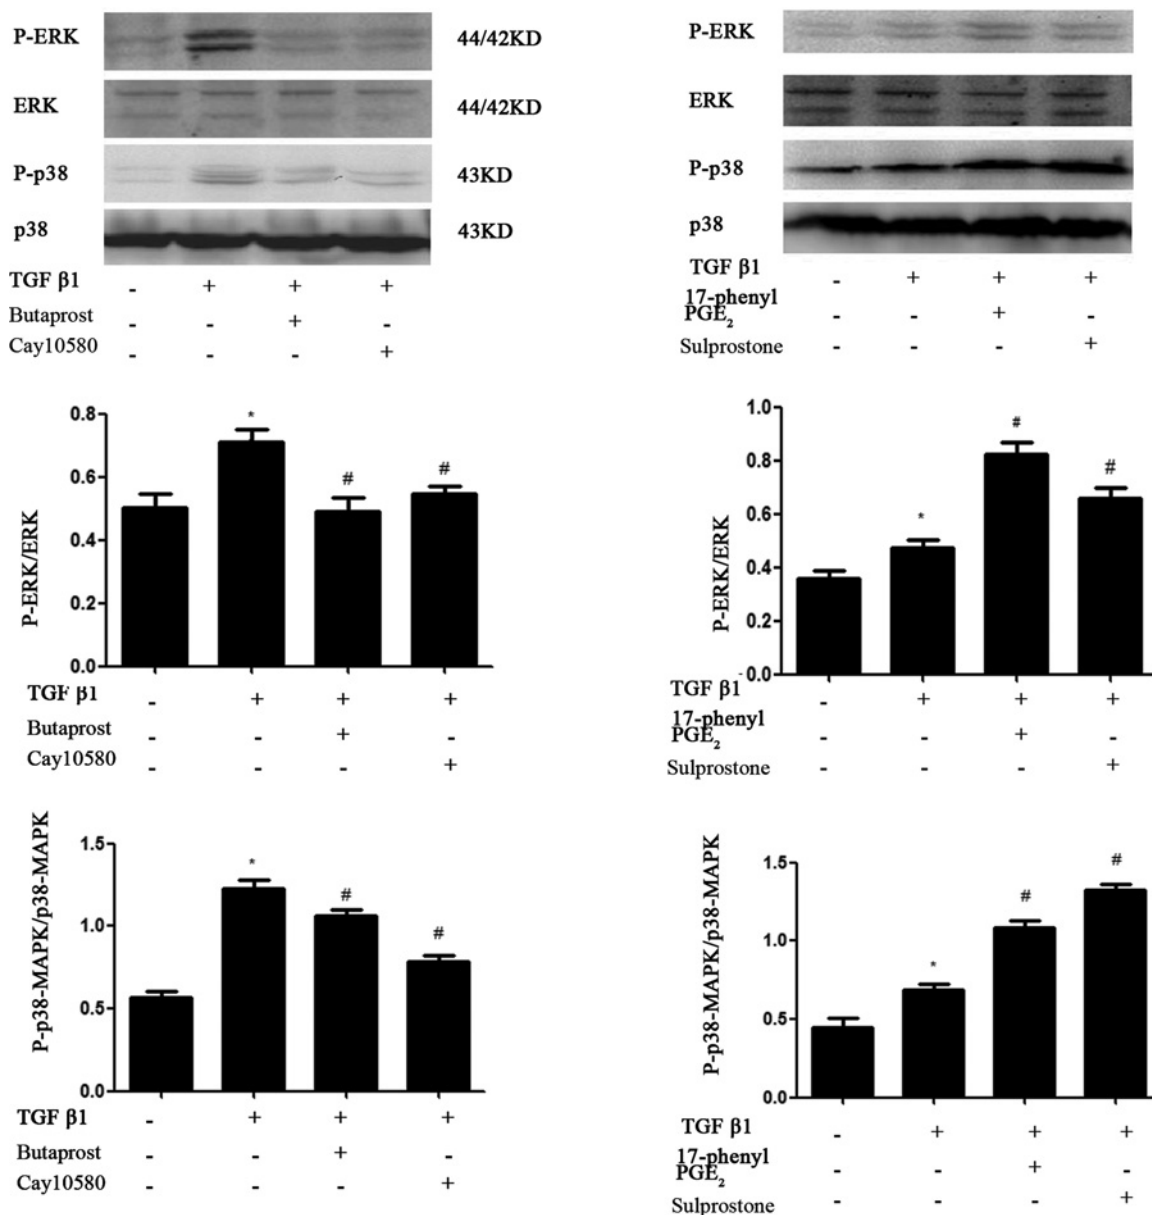 P-ERK 44/42KD
ERK 44/42KD
P-p38 43KD
p38 43KD
TGF β1 - + + +
Butaprost - - + -
Cay10580 - - - +
P-ERK
ERK
P-p38
p38
TGF β1 - + + +
17-phenyl
PGE₂ - - + -
Sulprostone - - - +
P-ERK/ERK
0.8
0.6
0.4
0.2
0.0
* # #
TGF β1 - + + +
Butaprost - - + -
Cay10580 - - - +
P-ERK/ERK
1.0
0.8
0.6
0.4
0.2
0.0
* # #
TGF β1 - + + +
17-phenyl
PGE₂ - - + -
Sulprostone - - - +
P-p38-MAPK/p38-MAPK
1.5
1.0
0.5
0.0
* # #
TGF β1 - + + +
Butaprost - - + -
Cay10580 - - - +
P-p38-MAPK/p38-MAPK
1.5
1.0
0.5
0.0
* # #
TGF β1 - + + +
17-phenyl
PGE₂ - - + -
Sulprostone - - - +